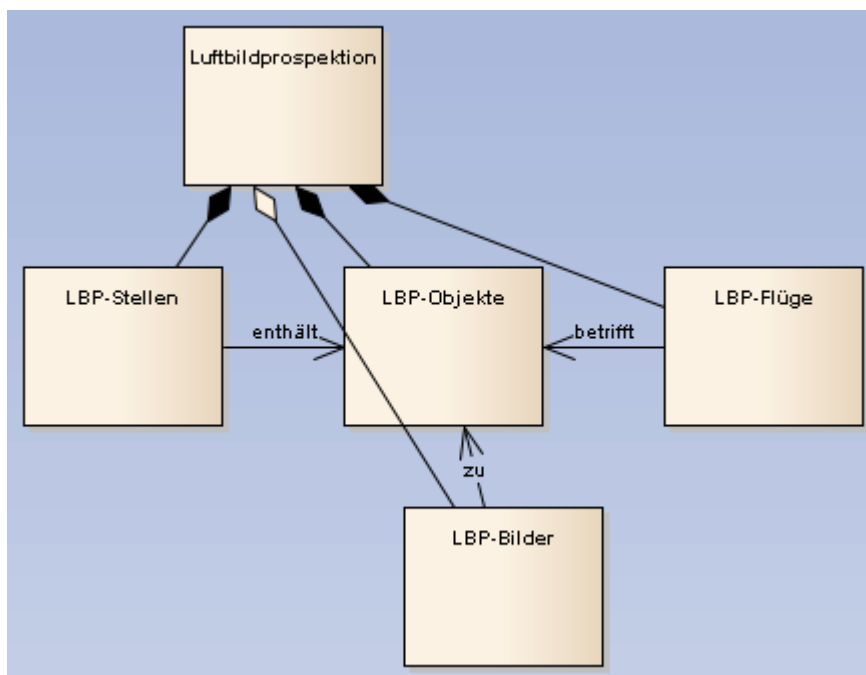 Luftbildprospektion
LBP-Stellen
LBP-Objekte
LBP-Flüge
enthält
betrifft
zu
LBP-Bilder